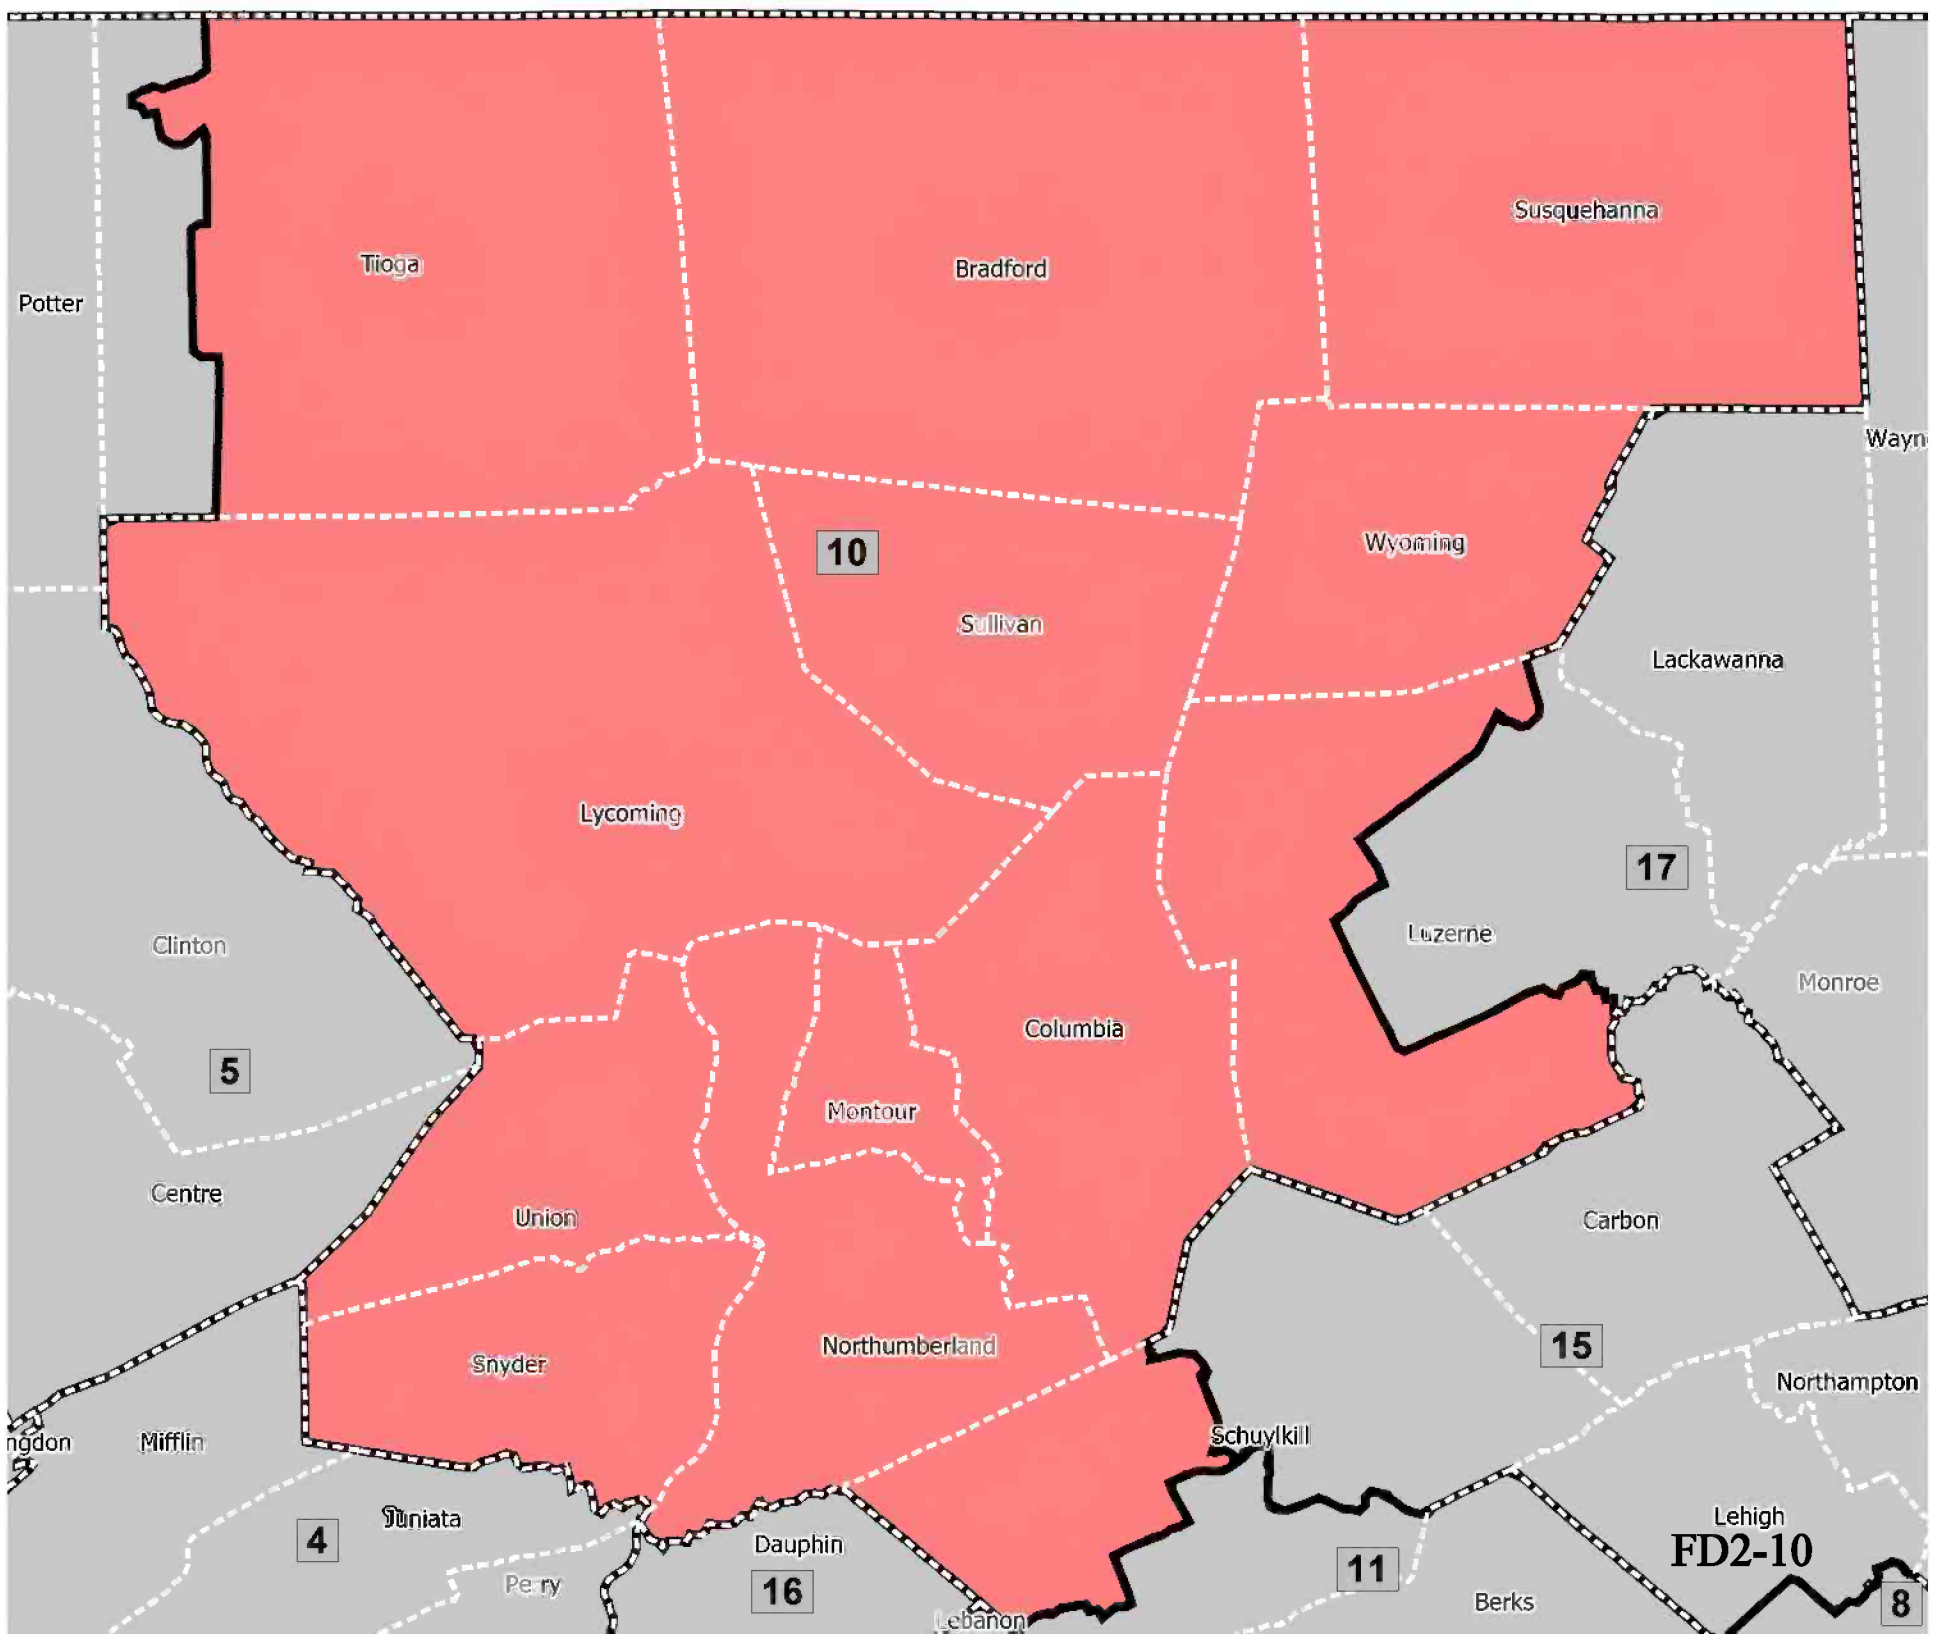 Susquehanna
Tioga
Bradford
Potter
Wayn
10
Wyoming
Sullivan
Lackawanna
Lycoming
17
Luzerne
Clinton
Monroe
Columbia
5
Montour
Centre
Union
Carbon
Northumberland
15
Snyder
Northampton
Schuylkill
ngdon
Mifflin
Juniata
Lehigh
4
Dauphin
FD2-10
11
Perry
16
Berks
8
Lebanon